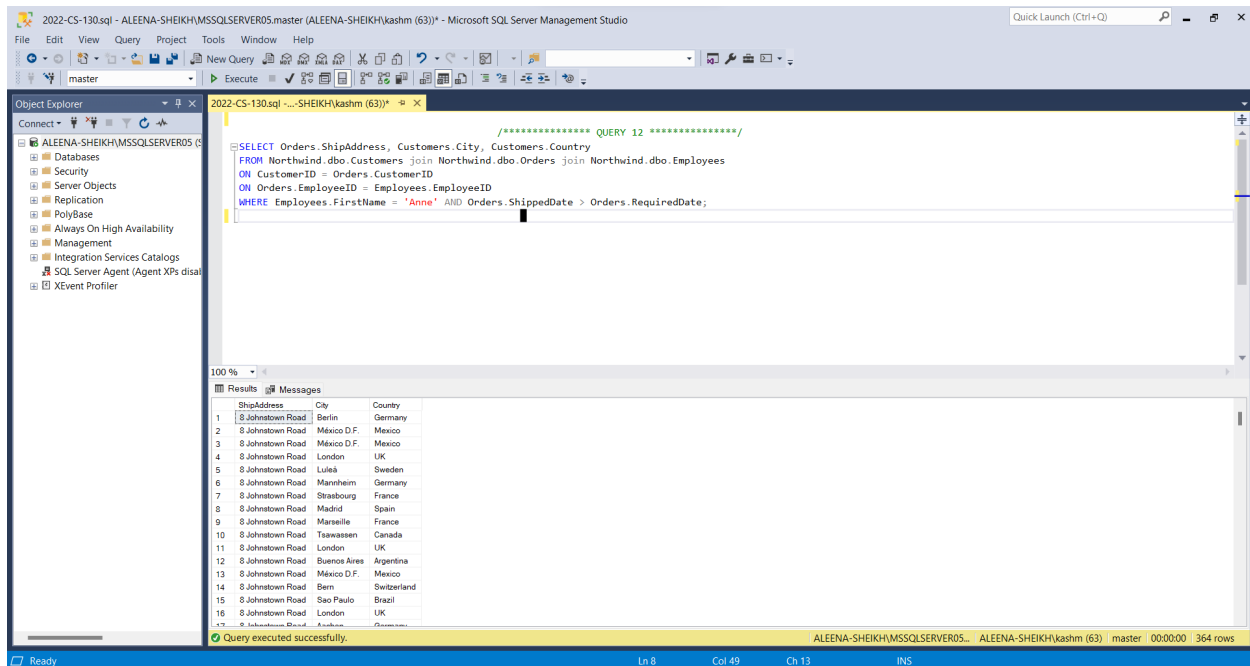 2022-CS-130.sql - ALEENA-SHEIKH\MSSQLSERVER05.master (ALEENA-SHEIKH\kashm (63))* - Microsoft SQL Server Management Studio
Quick Launch (Ctrl+Q)
File Edit View Query Project Tools Window Help
New Query
master
Execute
Object Explorer
2022-CS-130.sql -...-SHEIKH\kashm (63))*
Connect
ALEENA-SHEIKH\MSSQLSERVER05 (S
Databases
Security
Server Objects
Replication
PolyBase
Always On High Availability
Management
Integration Services Catalogs
SQL Server Agent (Agent XPs disal
XEvent Profiler
/*************** QUERY 12 ***************/
SELECT Orders.ShipAddress, Customers.City, Customers.Country
FROM Northwind.dbo.Customers join Northwind.dbo.Orders join Northwind.dbo.Employees
ON CustomerID = Orders.CustomerID
ON Orders.EmployeeID = Employees.EmployeeID
WHERE Employees.FirstName = 'Anne' AND Orders.ShippedDate > Orders.RequiredDate;
100 %
Results Messages
ShipAddress City Country
1 8 Johnstown Road Berlin Germany
2 8 Johnstown Road México D.F. Mexico
3 8 Johnstown Road México D.F. Mexico
4 8 Johnstown Road London UK
5 8 Johnstown Road Luleå Sweden
6 8 Johnstown Road Mannheim Germany
7 8 Johnstown Road Strasbourg France
8 8 Johnstown Road Madrid Spain
9 8 Johnstown Road Marseille France
10 8 Johnstown Road Tsawassen Canada
11 8 Johnstown Road London UK
12 8 Johnstown Road Buenos Aires Argentina
13 8 Johnstown Road México D.F. Mexico
14 8 Johnstown Road Bern Switzerland
15 8 Johnstown Road Sao Paulo Brazil
16 8 Johnstown Road London UK
17 8 Johnstown Road Aachen Germany
Query executed successfully.
ALEENA-SHEIKH\MSSQLSERVER05... ALEENA-SHEIKH\kashm (63) master 00:00:00 364 rows
Ready Ln 8 Col 49 Ch 13 INS